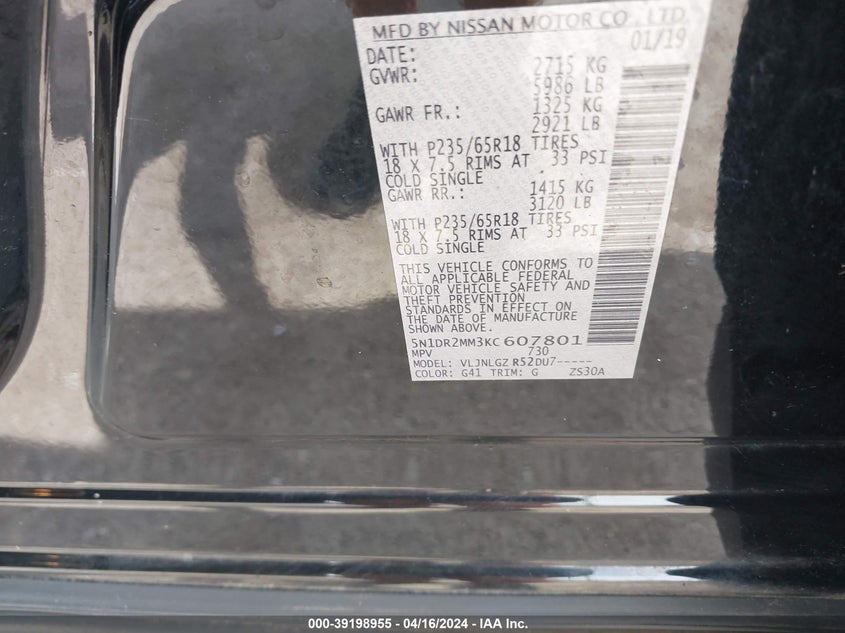 MFD BY NISSAN MOTOR CO., LTD.
DATE: 01/19
GVWR: 2715 KG
5986 LB
GAWR FR.: 1325 KG
2921 LB
WITH P235/65R18 TIRES
18 X 7.5 RIMS AT 33 PSI
COLD SINGLE
GAWR RR.: 1415 KG
3120 LB
WITH P235/65R18 TIRES
18 X 7.5 RIMS AT 33 PSI
COLD SINGLE
THIS VEHICLE CONFORMS TO
ALL APPLICABLE FEDERAL
MOTOR VEHICLE SAFETY AND
THEFT PREVENTION
STANDARDS IN EFFECT ON
THE DATE OF MANUFACTURE
SHOWN ABOVE.
5N1DR2MM3KC 607801
MPV 730
MODEL: VLJNLGZ R52DU7-----
COLOR: G41 TRIM: G ZS30A
000-39198955 - 04/16/2024 - IAA Inc.